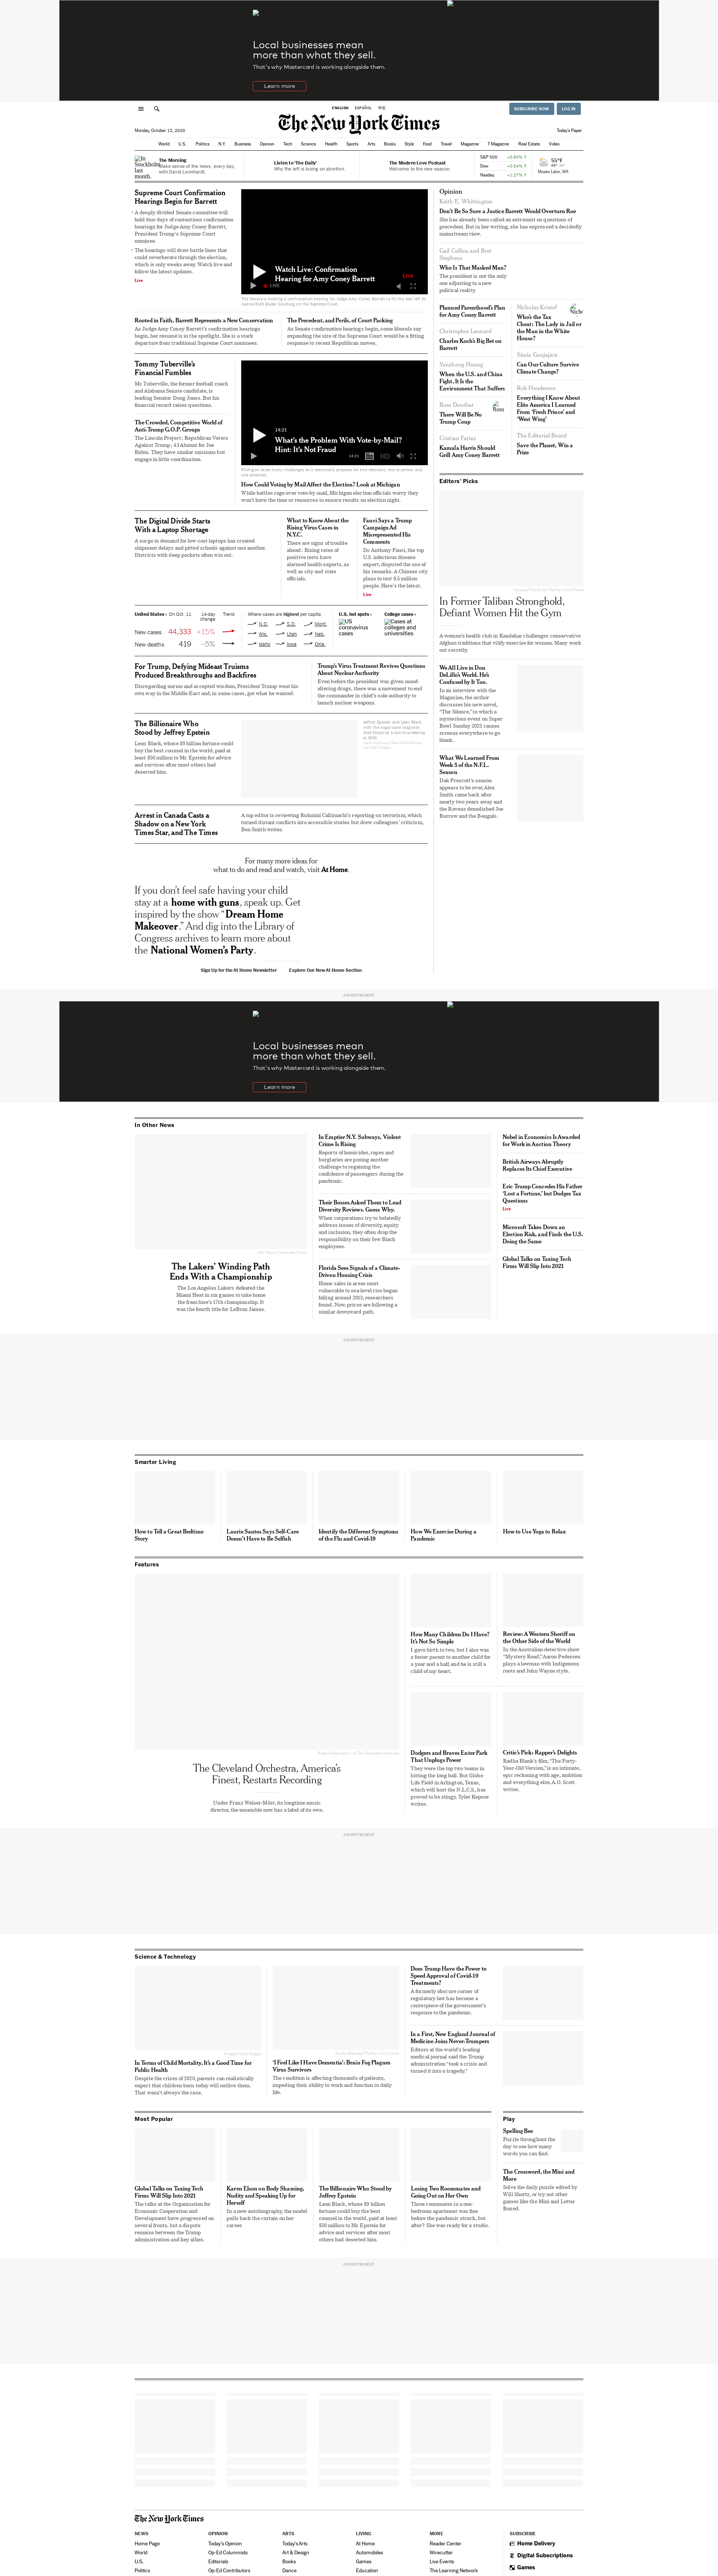 Local businesses mean
more than what they sell.
That's why Mastercard is working alongside them.
Learn more
ENGLISH ESPAÑOL 中文
SUBSCRIBE NOW LOG IN
The New York Times
Monday, October 12, 2020
Today's Paper
World U.S. Politics N.Y. Business Opinion Tech Science Health Sports Arts Books Style Food Travel Magazine T Magazine Real Estate Video
The Morning
Make sense of the news, every day, with David Leonhardt.
Listen to 'The Daily'
Why the left is losing on abortion.
The Modern Love Podcast
Welcome to the new season.
S&P 500 +0.84%
Dow +0.54%
Nasdaq +1.27%
55°F
Moses Lake, WA
Supreme Court Confirmation
Hearings Begin for Barrett
A deeply divided Senate committee will
hold four days of contentious confirmation
hearings for Judge Amy Coney Barrett,
President Trump's Supreme Court
nominee.
The hearings will draw battle lines that
could reverberate through the election,
which is only weeks away. Watch live and
follow the latest updates.
Live
Watch Live: Confirmation
Hearing for Amy Coney Barrett
LIVE
Live
Rooted in Faith, Barrett Represents a New Conservatism
As Judge Amy Coney Barrett's confirmation hearings
begin, her résumé is in the spotlight. She is a stark
departure from traditional Supreme Court nominees.
The Precedent, and Perils, of Court Packing
As Senate confirmation hearings begin, some liberals say
expanding the size of the Supreme Court would be a fitting
response to recent Republican moves.
Tommy Tuberville's
Financial Fumbles
Mr. Tuberville, the former football coach
and Alabama Senate candidate, is
leading Senator Doug Jones. But his
financial record raises questions.
The Crowded, Competitive World of
Anti-Trump G.O.P. Groups
The Lincoln Project; Republican Voters
Against Trump; 43 Alumni for Joe
Biden. They have similar missions but
engage in little coordination.
14:21
What's the Problem With Vote-by-Mail?
Hint: It's Not Fraud
How Could Voting by Mail Affect the Election? Look at Michigan
While battles rage over vote-by-mail, Michigan election officials worry they
won't have the time or resources to ensure results on election night.
The Digital Divide Starts
With a Laptop Shortage
A surge in demand for low-cost laptops has created
shipment delays and pitted schools against one another.
Districts with deep pockets often win out.
What to Know About the
Rising Virus Cases in
N.Y.C.
There are signs of trouble
ahead: Rising rates of
positive tests have
alarmed health experts, as
well as city and state
officials.
Fauci Says a Trump
Campaign Ad
Misrepresented His
Comments
Dr. Anthony Fauci, the top
U.S. infectious disease
expert, disputed the use of
his remarks. A Chinese city
plans to test 9.5 million
people. Here's the latest.
Live
United States › On Oct. 11 14-day change Trend
New cases 44,333 +15%
New deaths 419 –5%
Where cases are highest per capita
N.D. S.D. Mont.
Wis. Utah Neb.
Idaho Iowa Okla.
U.S. hot spots ›
US coronavirus cases
College cases ›
Cases at colleges and universities
For Trump, Defying Mideast Truisms
Produced Breakthroughs and Backfires
Disregarding norms and accepted wisdom, President Trump went his
own way in the Middle East and in some cases, got what he wanted.
Trump's Virus Treatment Revives Questions
About Nuclear Authority
Even before the president was given mood-
altering drugs, there was a movement to end
the commander in chief's sole authority to
launch nuclear weapons.
The Billionaire Who
Stood by Jeffrey Epstein
Leon Black, whose $9 billion fortune could
buy the best counsel in the world, paid at
least $50 million to Mr. Epstein for advice
and services after most others had
deserted him.
Arrest in Canada Casts a
Shadow on a New York
Times Star, and The Times
A top editor is reviewing Rukmini Callimachi's reporting on terrorism, which
turned distant conflicts into accessible stories but drew colleagues' criticism,
Ben Smith writes.
For many more ideas for
what to do and read and watch, visit At Home.
If you don't feel safe having your child
stay at a home with guns, speak up. Get
inspired by the show "Dream Home
Makeover." And dig into the Library of
Congress archives to learn more about
the National Women's Party.
Sign Up for the At Home Newsletter Explore Our New At Home Section
Opinion
Keith E. Whittington
Don't Be So Sure a Justice Barrett Would Overturn Roe
She has already been called an extremist on questions of
precedent. But in her writing, she has expressed a decidedly
mainstream view.
Gail Collins and Bret
Stephens
Who Is That Masked Man?
The president is not the only
one adjusting to a new
political reality.
Planned Parenthood's Plan
for Amy Coney Barrett
Christopher Leonard
Charles Koch's Big Bet on
Barrett
Yanzhong Huang
When the U.S. and China
Fight, It Is the
Environment That Suffers
Ross Douthat
There Will Be No
Trump Coup
Cristian Farias
Kamala Harris Should
Grill Amy Coney Barrett
Nicholas Kristof
Who's the Tax
Cheat: The Lady in Jail or
the Man in the White
House?
Sònia Guajajara
Can Our Culture Survive
Climate Change?
Rob Henderson
Everything I Know About
Elite America I Learned
From 'Fresh Prince' and
'West Wing'
The Editorial Board
Save the Planet, Win a
Prize
Editors' Picks
In Former Taliban Stronghold,
Defiant Women Hit the Gym
A women's health club in Kandahar challenges conservative
attitudes that often vilify exercise for women. Many work
out secretly.
We All Live in Don
DeLillo's World. He's
Confused by It Too.
In an interview with the
Magazine, the author
discusses his new novel,
"The Silence," in which a
mysterious event on Super
Bowl Sunday 2022 causes
screens everywhere to go
blank.
What We Learned From
Week 5 of the N.F.L.
Season
Dak Prescott's season
appears to be over, Alex
Smith came back after
nearly two years away and
the Ravens demolished Joe
Burrow and the Bengals.
ADVERTISEMENT
Local businesses mean
more than what they sell.
That's why Mastercard is working alongside them.
Learn more
In Other News
The Lakers' Winding Path
Ends With a Championship
The Los Angeles Lakers defeated the
Miami Heat in six games to take home
the franchise's 17th championship. It
was the fourth title for LeBron James.
In Emptier N.Y. Subways, Violent
Crime Is Rising
Reports of homicides, rapes and
burglaries are posing another
challenge to regaining the
confidence of passengers during the
pandemic.
Their Bosses Asked Them to Lead
Diversity Reviews. Guess Why.
When corporations try to belatedly
address issues of diversity, equity
and inclusion, they often drop the
responsibility on their few Black
employees.
Florida Sees Signals of a Climate-
Driven Housing Crisis
Home sales in areas most
vulnerable to sea-level rise began
falling around 2013, researchers
found. Now, prices are following a
similar downward path.
Nobel in Economics Is Awarded
for Work in Auction Theory
British Airways Abruptly
Replaces Its Chief Executive
Eric Trump Concedes His Father
'Lost a Fortune,' but Dodges Tax
Questions
Live
Microsoft Takes Down an
Election Risk, and Finds the U.S.
Doing the Same
Global Talks on Taxing Tech
Firms Will Slip Into 2021
ADVERTISEMENT
Smarter Living
How to Tell a Great Bedtime
Story
Laurie Santos Says Self-Care
Doesn't Have to Be Selfish
Identify the Different Symptoms
of the Flu and Covid-19
How We Exercise During a
Pandemic
How to Use Yoga to Relax
Features
The Cleveland Orchestra, America's
Finest, Restarts Recording
Under Franz Welser-Möst, its longtime music
director, the ensemble now has a label of its own.
How Many Children Do I Have?
It's Not So Simple
I gave birth to two, but I also was
a foster parent to another child for
a year and a half, and he is still a
child of my heart.
Review: A Western Sheriff on
the Other Side of the World
In the Australian detective show
"Mystery Road," Aaron Pedersen
plays a lawman with Indigenous
roots and John Wayne style.
Dodgers and Braves Enter Park
That Unplugs Power
They were the top two teams in
hitting the long ball. But Globe
Life Field in Arlington, Texas,
which will host the N.L.C.S., has
proved to be stingy, Tyler Kepner
writes.
Critic's Pick: Rapper's Delights
Radha Blank's film, "The Forty-
Year-Old Version," is an intimate,
epic reckoning with age, ambition
and everything else, A.O. Scott
writes.
ADVERTISEMENT
Science & Technology
In Terms of Child Mortality, It's a Good Time for
Public Health
Despite the crises of 2020, parents can realistically
expect that children born today will outlive them.
That wasn't always the case.
'I Feel Like I Have Dementia': Brain Fog Plagues
Virus Survivors
The condition is affecting thousands of patients,
impeding their ability to work and function in daily
life.
Does Trump Have the Power to
Speed Approval of Covid-19
Treatments?
A formerly obscure corner of
regulatory law has become a
centerpiece of the government's
response to the pandemic.
In a First, New England Journal of
Medicine Joins Never-Trumpers
Editors at the world's leading
medical journal said the Trump
administration "took a crisis and
turned it into a tragedy."
Most Popular
Global Talks on Taxing Tech
Firms Will Slip Into 2021
The talks at the Organization for
Economic Cooperation and
Development have progressed on
several fronts, but a dispute
remains between the Trump
administration and key allies.
Karen Elson on Body Shaming,
Nudity and Speaking Up for
Herself
In a new autobiography, the model
pulls back the curtain on her
career.
The Billionaire Who Stood by
Jeffrey Epstein
Leon Black, whose $9 billion
fortune could buy the best
counsel in the world, paid at least
$50 million to Mr. Epstein for
advice and services after most
others had deserted him.
Losing Two Roommates and
Going Out on Her Own
Three roommates in a one-
bedroom apartment was fine
before the pandemic struck, but
after? She was ready for a studio.
Play
Spelling Bee
Puzzle throughout the
day to see how many
words you can find.
The Crossword, the Mini and
More
Solve the daily puzzle edited by
Will Shortz, or try out other
games like the Mini and Letter
Boxed.
ADVERTISEMENT
The New York Times
NEWS
Home Page
World
U.S.
Politics
OPINION
Today's Opinion
Op-Ed Columnists
Editorials
Op-Ed Contributors
ARTS
Today's Arts
Art & Design
Books
Dance
LIVING
At Home
Automobiles
Games
Education
MORE
Reader Center
Wirecutter
Live Events
The Learning Network
SUBSCRIBE
Home Delivery
Digital Subscriptions
Games